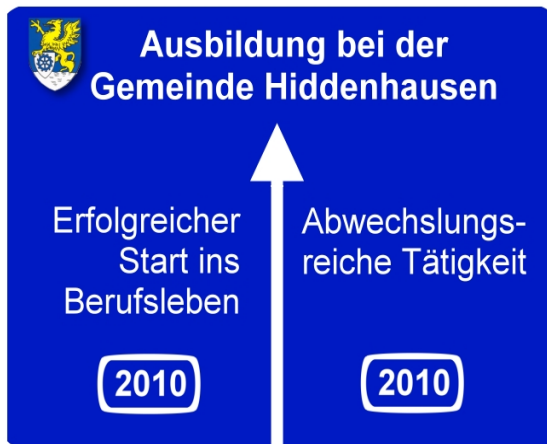 Ausbildung bei der
Gemeinde Hiddenhausen
Erfolgreicher
Start ins
Berufsleben
2010
Abwechslungs-
reiche Tätigkeit
2010